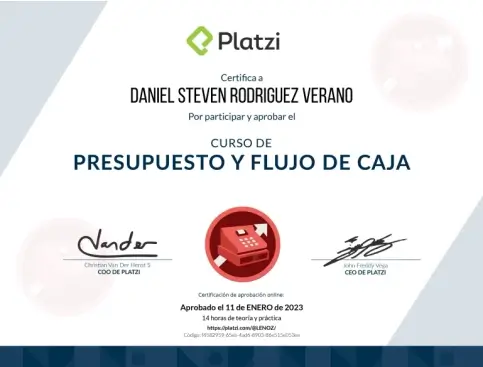 Platzi
Certifica a
DANIEL STEVEN RODRIGUEZ VERANO
Por participar y aprobar el
CURSO DE
PRESUPUESTO Y FLUJO DE CAJA
Christian Van Der Henst S
COO DE PLATZI
John Freddy Vega
CEO DE PLATZI
Certificación de aprobación online:
Aprobado el 11 de ENERO de 2023
14 horas de teoría y práctica
https://platzi.com/@LENOZ/
Código: